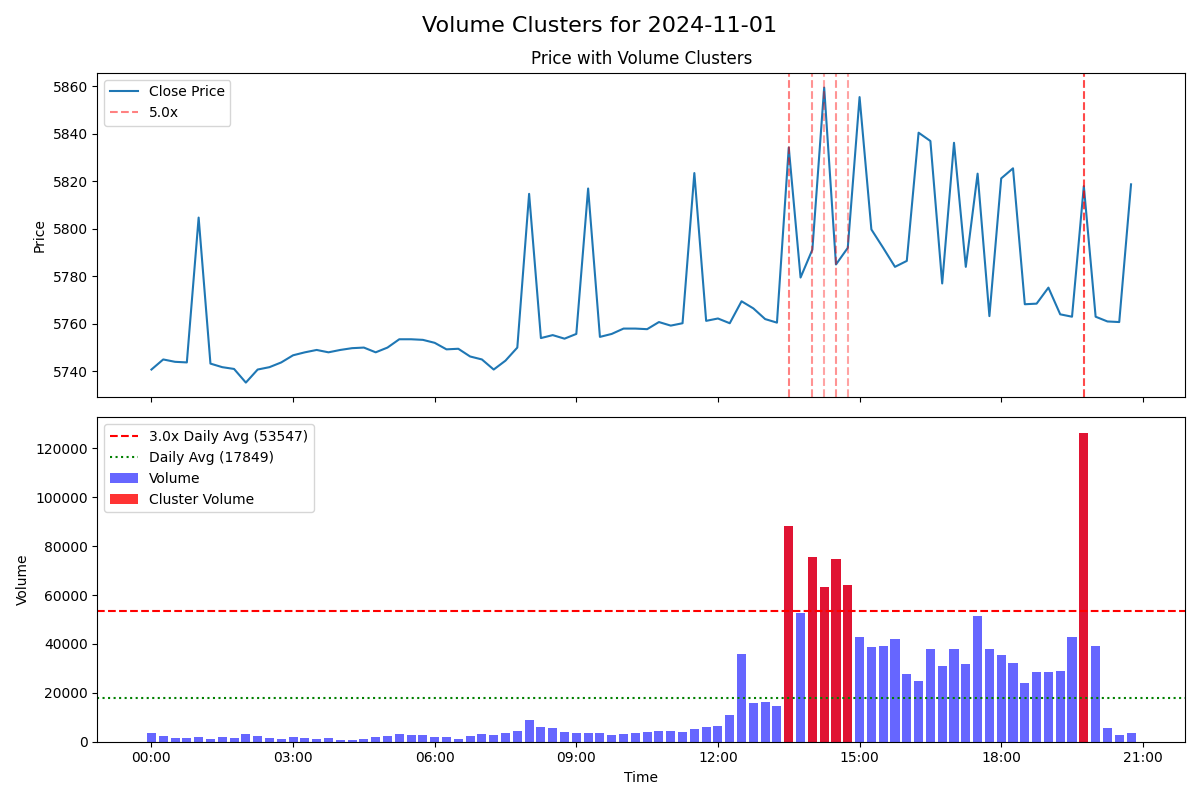 Volume Clusters for 2024-11-01
Price with Volume Clusters
Close Price
5.0x
5860
5840
5820
5800
5780
5760
5740
Price
3.0x Daily Avg (53547)
Daily Avg (17849)
Volume
Cluster Volume
120000
100000
80000
60000
40000
20000
0
Volume
00:00 03:00 06:00 09:00 12:00 15:00 18:00 21:00
Time